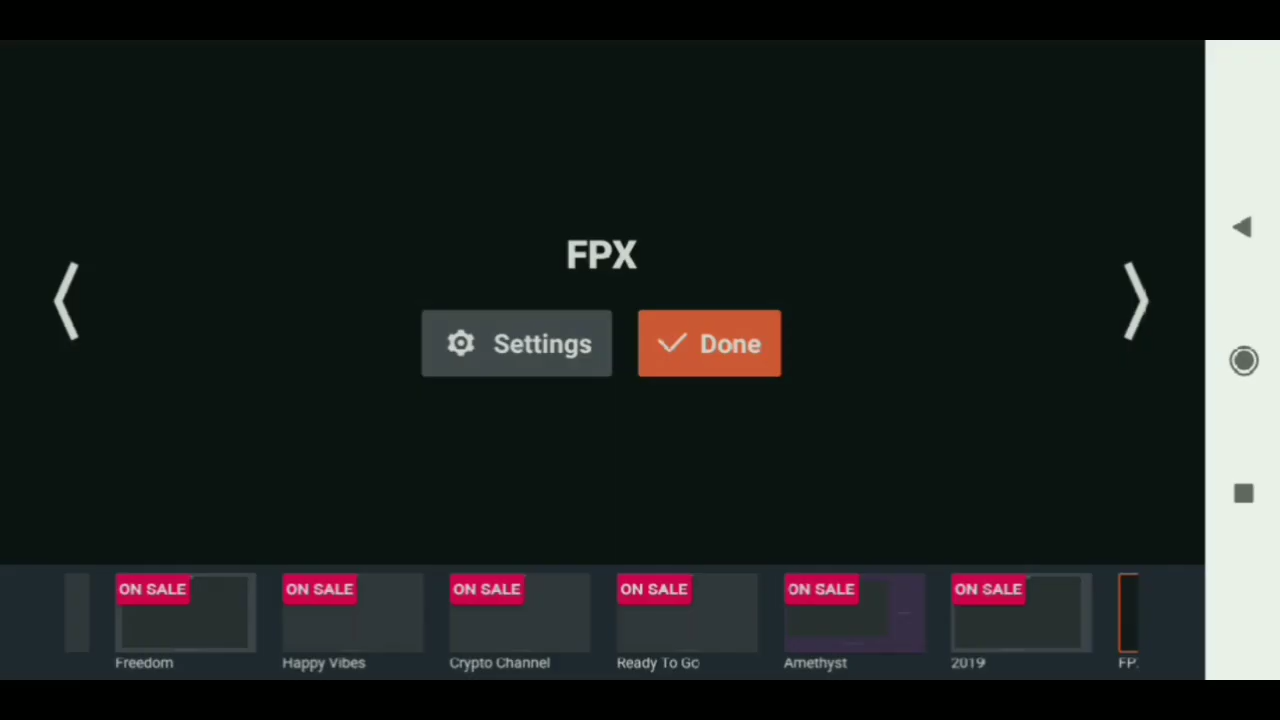 FPX
Settings
Done
ON SALE
ON SALE
ON SALE
ON SALE
ON SALE
ON SALE
Freedom
Happy Vibes
Crypto Channel
Ready To Go
Amethyst
2019
FP